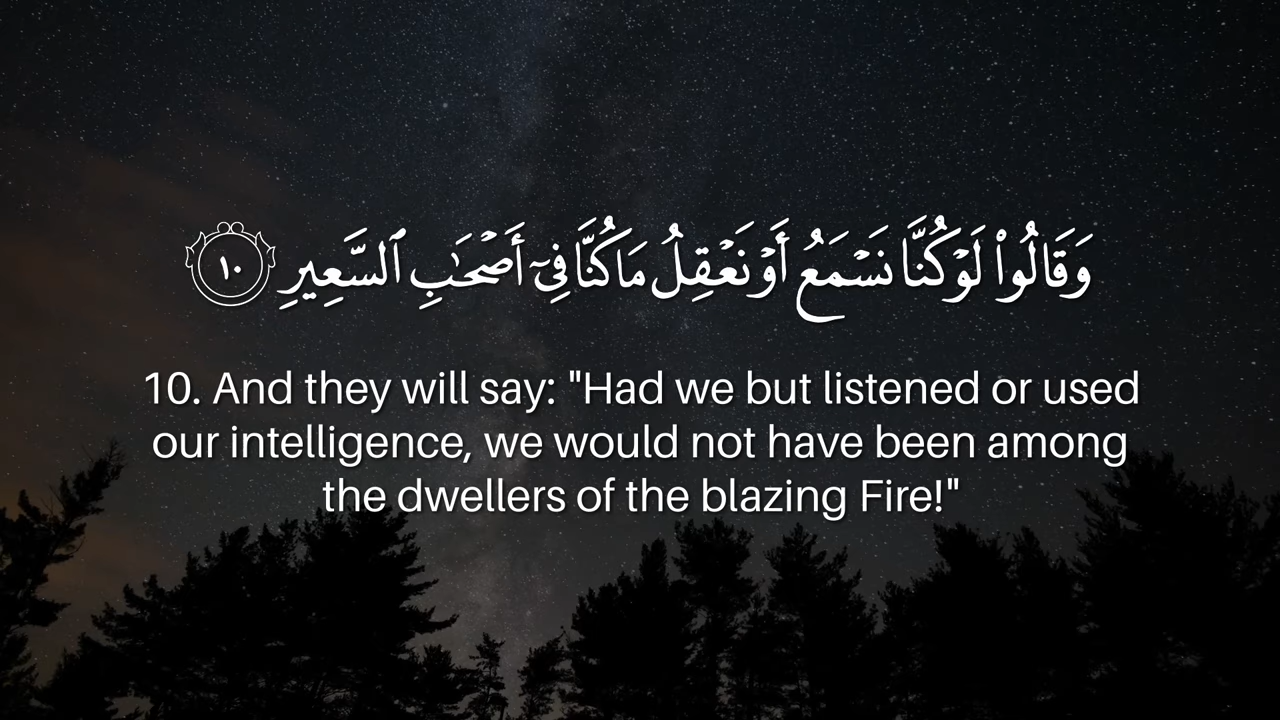 وَقَالُوا۟ لَوْ كُنَّا نَسْمَعُ أَوْ نَعْقِلُ مَا كُنَّا فِىٓ أَصْحَٰبِ ٱلسَّعِيرِ ١٠
10. And they will say: "Had we but listened or used
our intelligence, we would not have been among
the dwellers of the blazing Fire!"